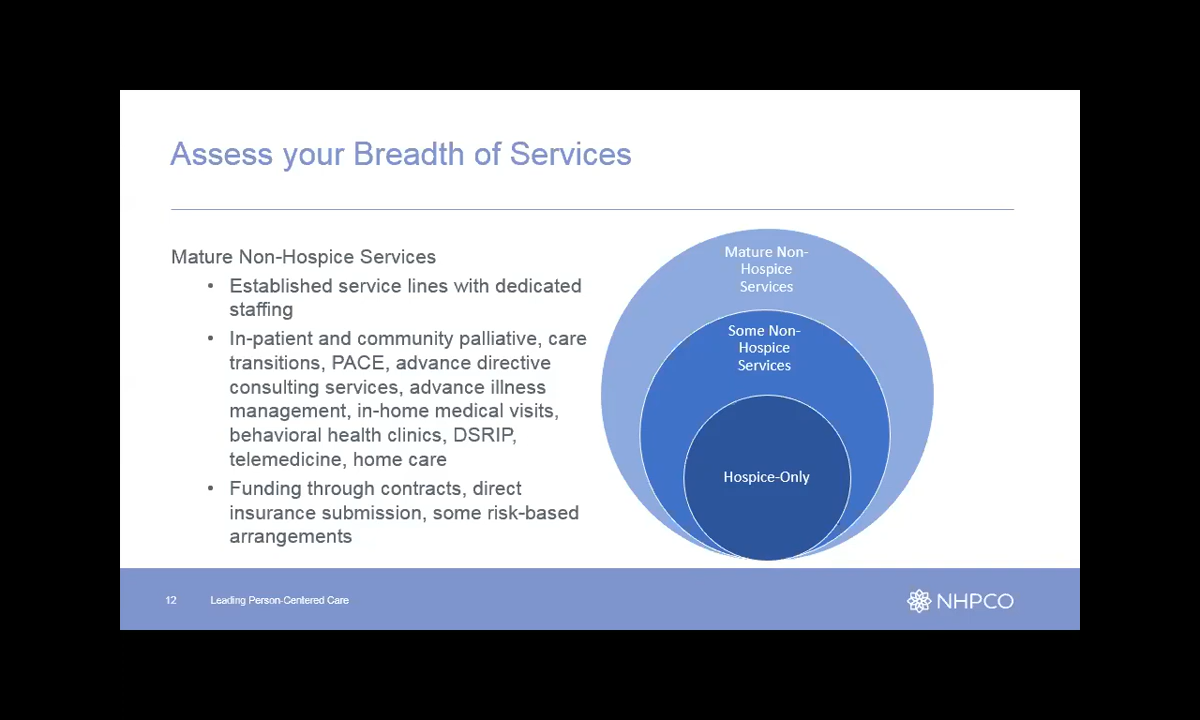 Assess your Breadth of Services
Mature Non-Hospice Services
• Established service lines with dedicated
staffing
• In-patient and community palliative, care
transitions, PACE, advance directive
consulting services, advance illness
management, in-home medical visits,
behavioral health clinics, DSRIP,
telemedicine, home care
• Funding through contracts, direct
insurance submission, some risk-based
arrangements
Mature Non-
Hospice
Services
Some Non-
Hospice
Services
Hospice-Only
12
Leading Person-Centered Care
NHPCO